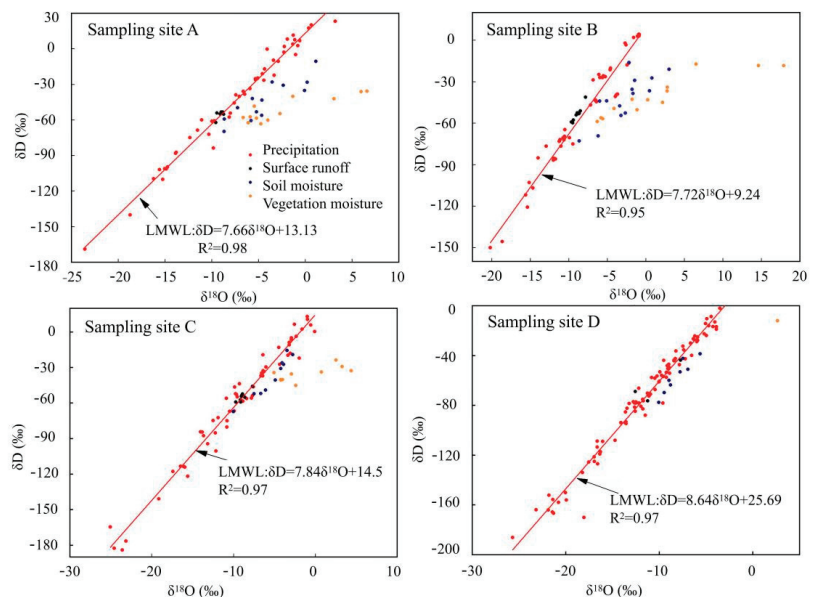 Sampling site A
30
0
-30
-60
-90
-120
-150
-180
δD (‰)
Precipitation
Surface runoff
Soil moisture
Vegetation moisture
LMWL:δD=7.66δ18O+13.13
R²=0.98
-25 -20 -15 -10 -5 0 5 10
δ18O (‰)
Sampling site B
0
-30
-60
-90
-120
-150
δD (‰)
LMWL:δD=7.72δ18O+9.24
R²=0.95
-20 -15 -10 -5 0 5 10 15 20
δ18O (‰)
Sampling site C
0
-30
-60
-90
-120
-150
-180
δD (‰)
LMWL:δD=7.84δ18O+14.5
R²=0.97
-30 -20 -10 0 10
δ18O (‰)
Sampling site D
0
-40
-80
-120
-160
-200
δD (‰)
LMWL:δD=8.64δ18O+25.69
R²=0.97
-30 -20 -10 0
δ18O (‰)